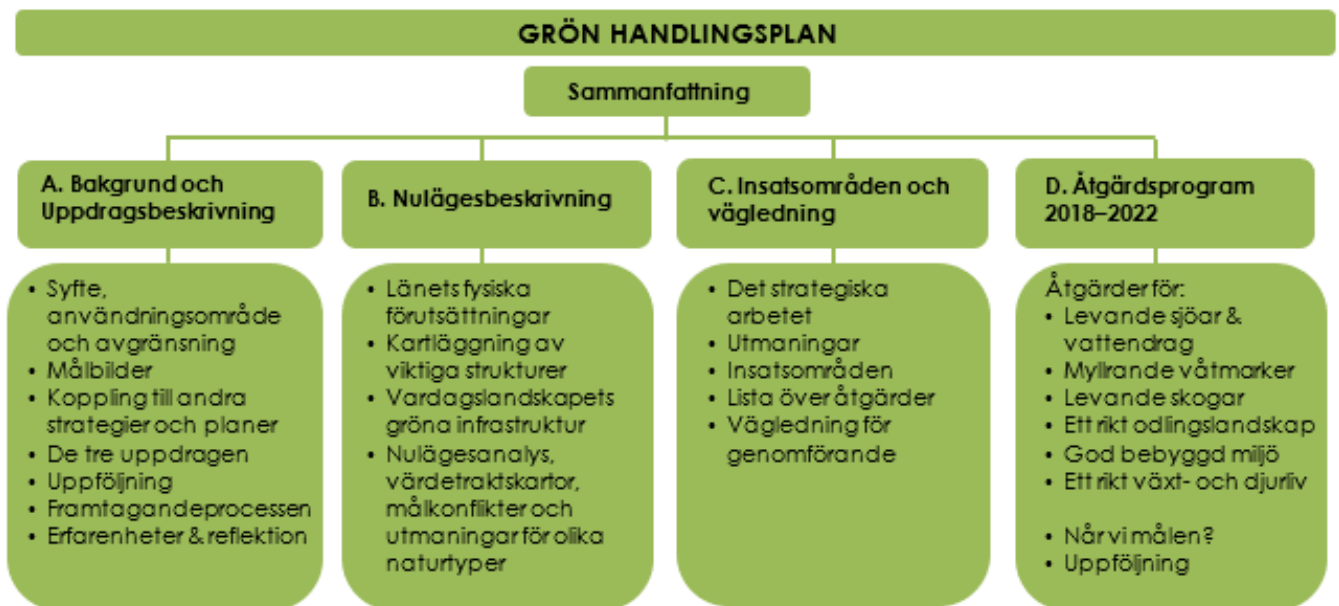 GRÖN HANDLINGSPLAN
Sammanfattning
A. Bakgrund och
Uppdragsbeskrivning
• Syfte,
användningsområde
och avgränsning
• Målbilder
• Koppling till andra
strategier och planer
• De tre uppdragen
• Uppföljning
• Framtagandeprocessen
• Erfarenheter & reflektion
B. Nulägesbeskrivning
• Länets fysiska
förutsättningar
• Kartläggning av
viktiga strukturer
• Vardagslandskapets
gröna infrastruktur
• Nulägesanalys,
värdetraktskartor,
målkonflikter och
utmaningar för olika
naturtyper
C. Insatsområden och
vägledning
• Det strategiska
arbetet
• Utmaningar
• Insatsområden
• Lista över åtgärder
• Vägledning för
genomförande
D. Åtgärdsprogram
2018–2022
Åtgärder för:
• Levande sjöar &
vattendrag
• Myllrande våtmarker
• Levande skogar
• Ett rikt odlingslandskap
• God bebyggd miljö
• Ett rikt växt- och djurliv
• Når vi målen?
• Uppföljning